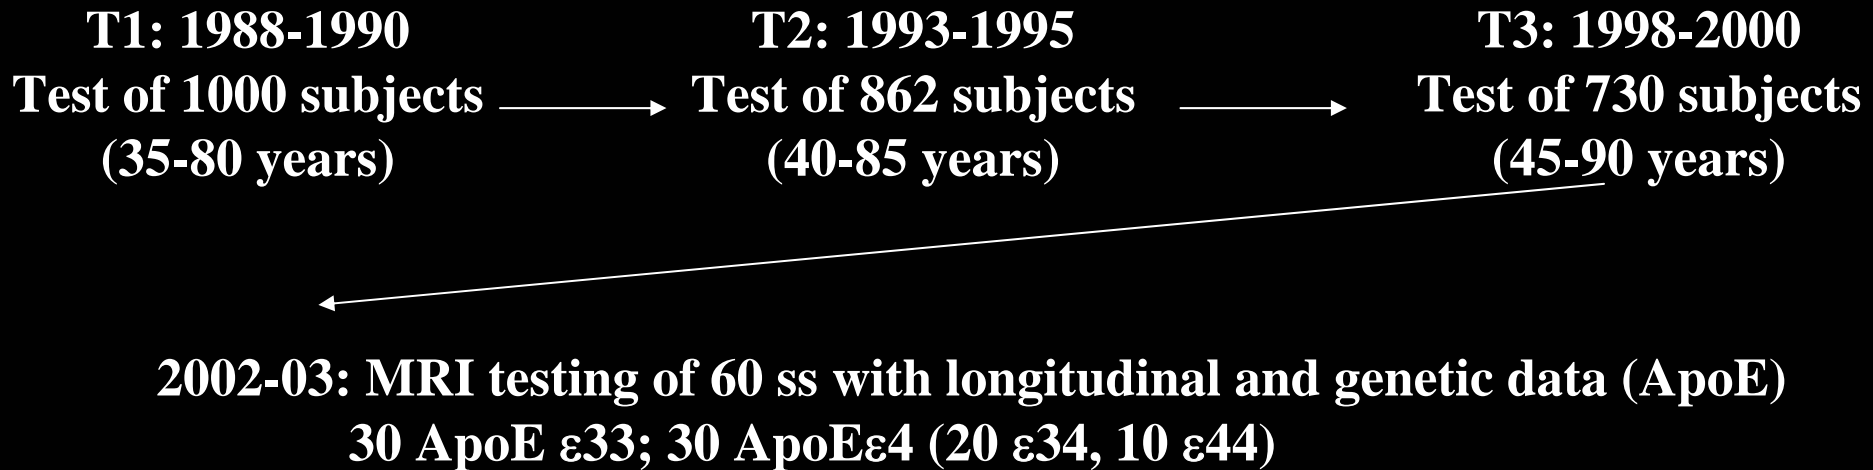 T1: 1988-1990
Test of 1000 subjects
(35-80 years)
T2: 1993-1995
Test of 862 subjects
(40-85 years)
T3: 1998-2000
Test of 730 subjects
(45-90 years)
2002-03: MRI testing of 60 ss with longitudinal and genetic data (ApoE)
30 ApoE ε33; 30 ApoEε4 (20 ε34, 10 ε44)